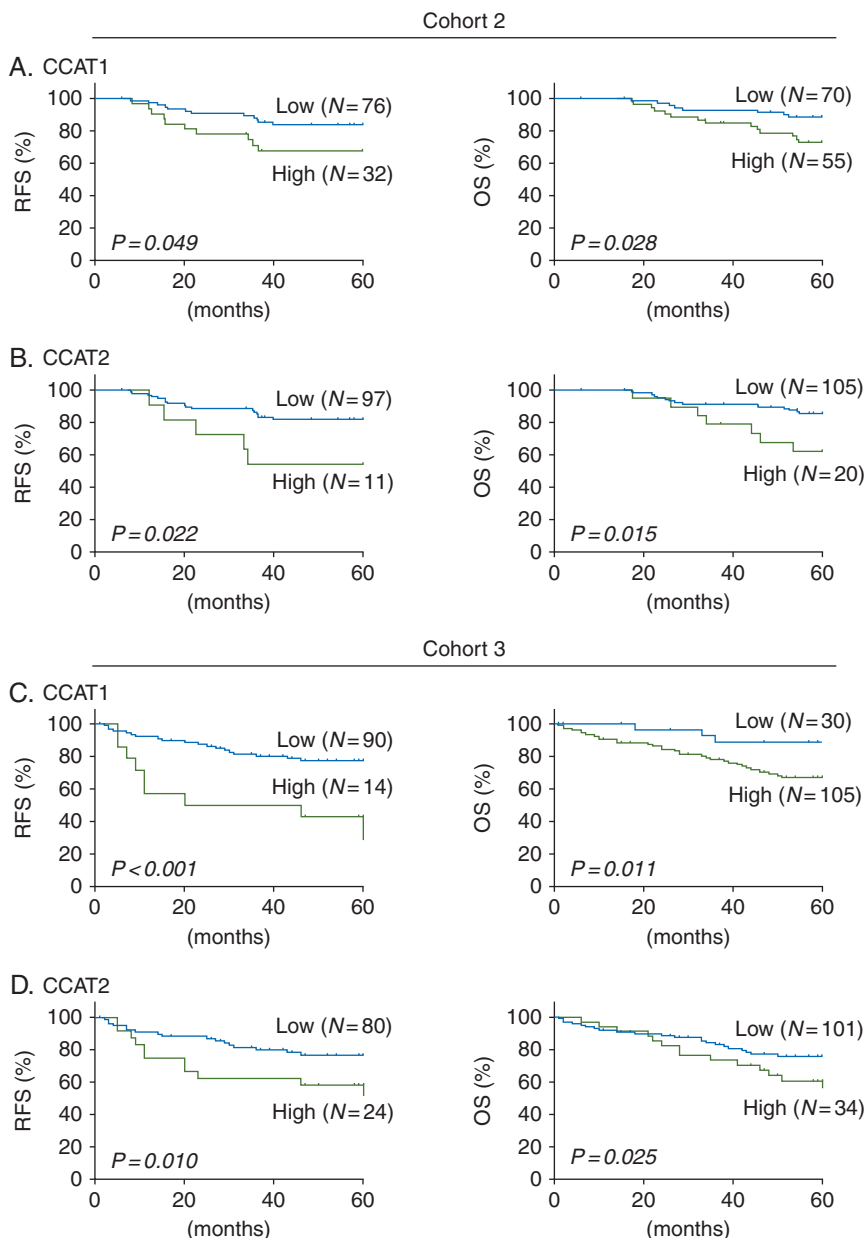 Cohort 2
A. CCAT1
100
80
60
40
20
0
RFS (%)
Low (N=76)
High (N=32)
P=0.049
0 20 40 60
(months)
100
80
60
40
20
0
OS (%)
Low (N=70)
High (N=55)
P=0.028
0 20 40 60
(months)
B. CCAT2
100
80
60
40
20
0
RFS (%)
Low (N=97)
High (N=11)
P=0.022
0 20 40 60
(months)
100
80
60
40
20
0
OS (%)
Low (N=105)
High (N=20)
P=0.015
0 20 40 60
(months)
Cohort 3
C. CCAT1
100
80
60
40
20
0
RFS (%)
Low (N=90)
High (N=14)
P<0.001
0 20 40 60
(months)
100
80
60
40
20
0
OS (%)
Low (N=30)
High (N=105)
P=0.011
0 20 40 60
(months)
D. CCAT2
100
80
60
40
20
0
RFS (%)
Low (N=80)
High (N=24)
P=0.010
0 20 40 60
(months)
100
80
60
40
20
0
OS (%)
Low (N=101)
High (N=34)
P=0.025
0 20 40 60
(months)